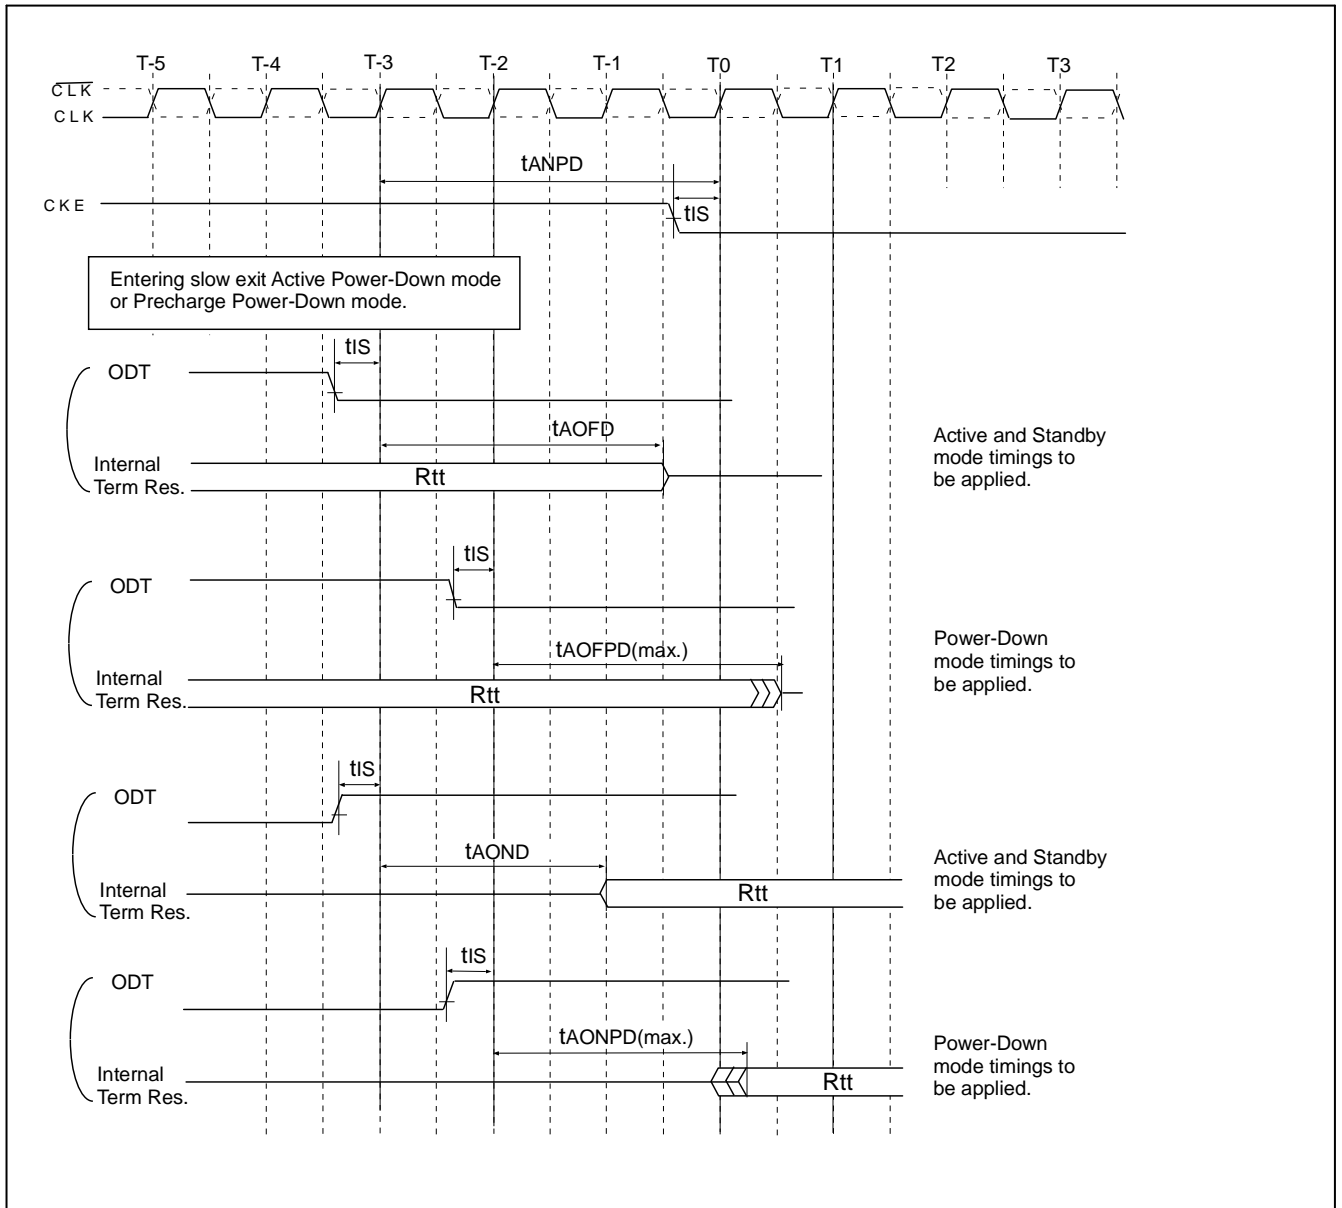 T-5 T-4 T-3 T-2 T-1 T0 T1 T2 T3
CLK
CLK
tANPD
CKE
tIS
Entering slow exit Active Power-Down mode
or Precharge Power-Down mode.
tIS
ODT
tAOFD
Active and Standby
mode timings to
be applied.
Internal
Term Res.
Rtt
tIS
ODT
tAOFPD(max.)
Power-Down
mode timings to
be applied.
Internal
Term Res.
Rtt
tIS
ODT
tAOND
Active and Standby
mode timings to
be applied.
Internal
Term Res.
Rtt
tIS
ODT
tAONPD(max.)
Power-Down
mode timings to
be applied.
Internal
Term Res.
Rtt